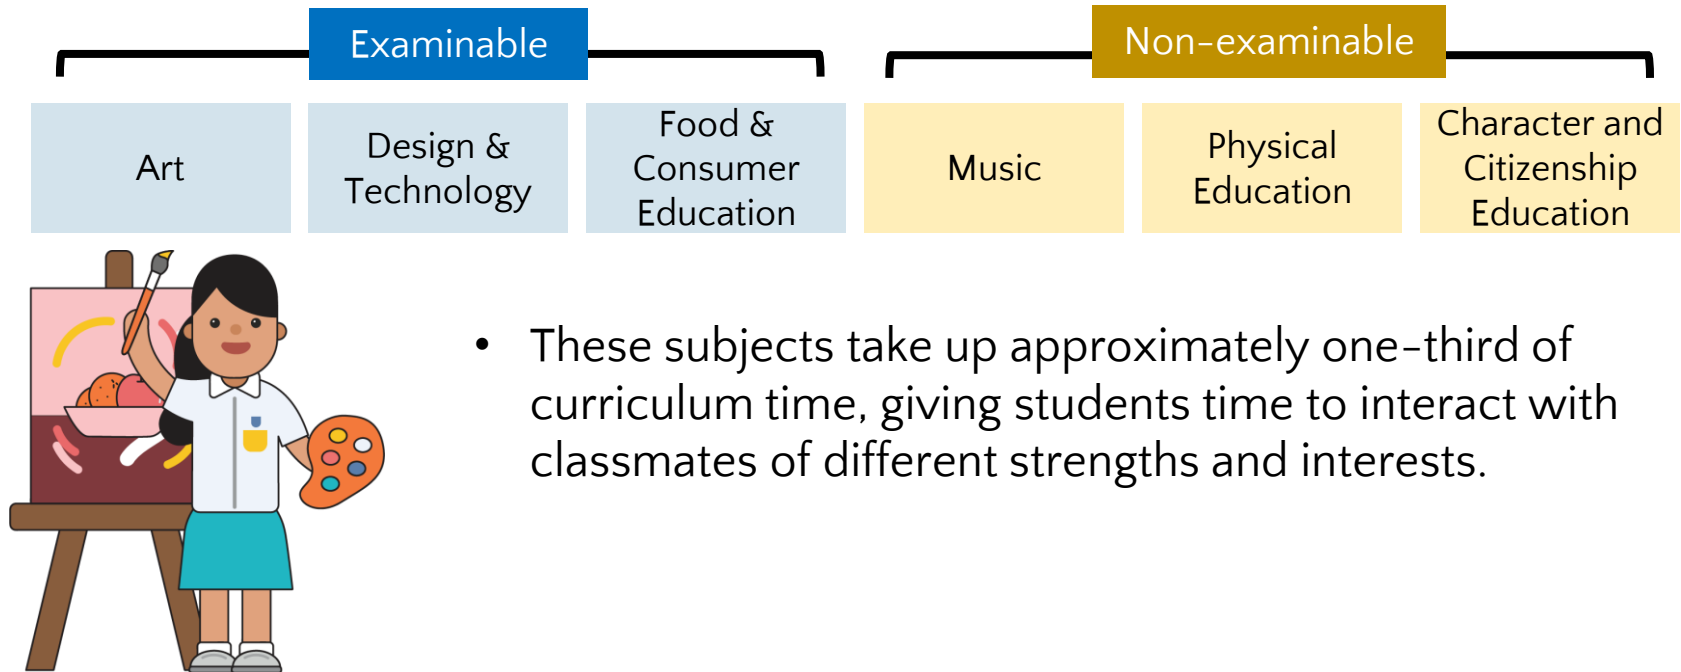 Examinable
Non-examinable
Art
Design &
Technology
Food &
Consumer
Education
Music
Physical
Education
Character and
Citizenship
Education
• These subjects take up approximately one-third of
curriculum time, giving students time to interact with
classmates of different strengths and interests.